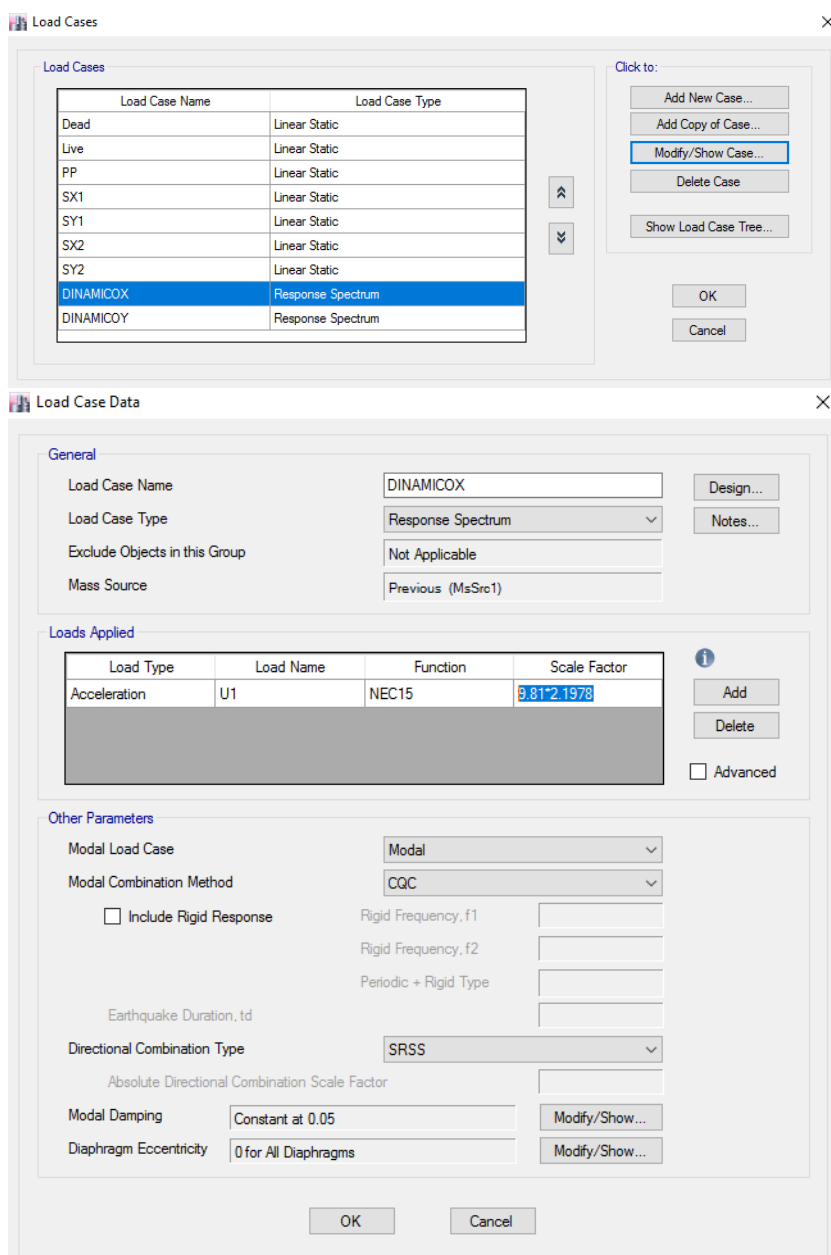 Load Cases
Load Cases
Click to:
Load Case Name Load Case Type
Dead Linear Static
Live Linear Static
PP Linear Static
SX1 Linear Static
SY1 Linear Static
SX2 Linear Static
SY2 Linear Static
DINAMICOX Response Spectrum
DINAMICOY Response Spectrum
Add New Case...
Add Copy of Case...
Modify/Show Case...
Delete Case
Show Load Case Tree...
OK
Cancel
Load Case Data
General
Load Case Name DINAMICOX Design...
Load Case Type Response Spectrum Notes...
Exclude Objects in this Group Not Applicable
Mass Source Previous (MsSrc1)
Loads Applied
Load Type Load Name Function Scale Factor
Acceleration U1 NEC15 9.81*2.1978
Add
Delete
Advanced
Other Parameters
Modal Load Case Modal
Modal Combination Method CQC
Include Rigid Response Rigid Frequency, f1
Rigid Frequency, f2
Periodic + Rigid Type
Earthquake Duration, td
Directional Combination Type SRSS
Absolute Directional Combination Scale Factor
Modal Damping Constant at 0.05 Modify/Show...
Diaphragm Eccentricity 0 for All Diaphragms Modify/Show...
OK Cancel